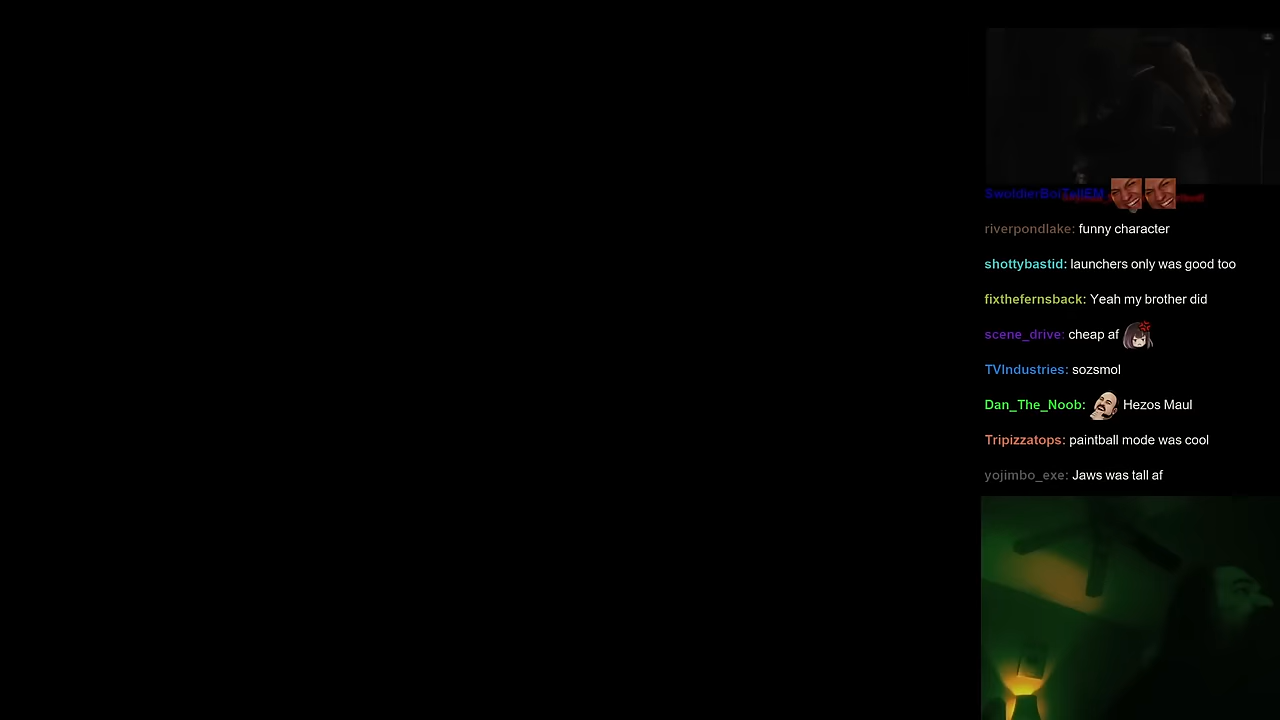 SwoldierBoiTallEM
riverpondlake: funny character
shottybastid: launchers only was good too
fixthefernsback: Yeah my brother did
scene_drive: cheap af
TVIndustries: sozsmol
Dan_The_Noob: Hezos Maul
Tripizzatops: paintball mode was cool
yojimbo_exe: Jaws was tall af